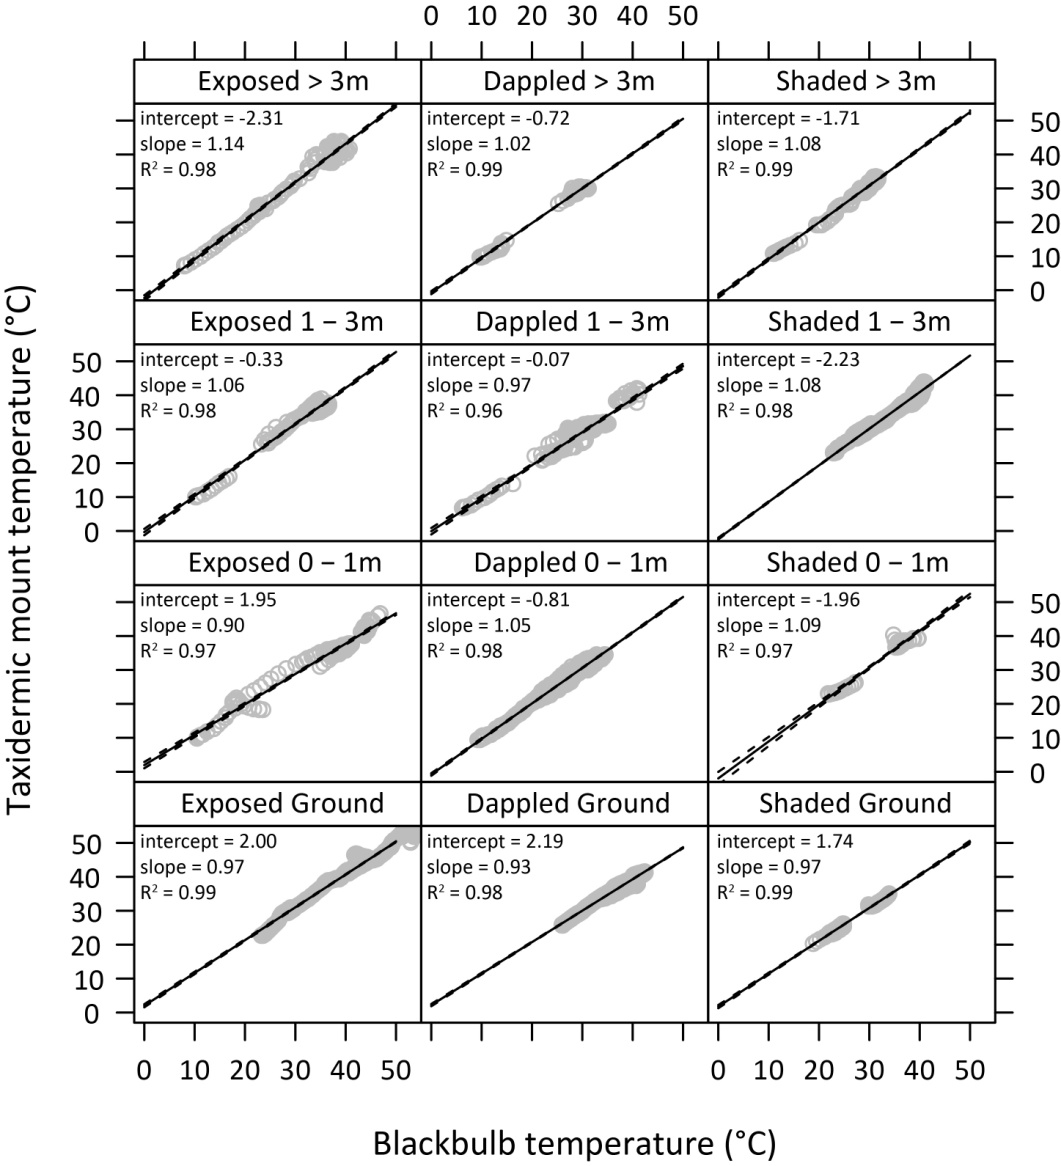 0 10 20 30 40 50
Exposed > 3m
intercept = -2.31
slope = 1.14
R² = 0.98
Dappled > 3m
intercept = -0.72
slope = 1.02
R² = 0.99
Shaded > 3m
intercept = -1.71
slope = 1.08
R² = 0.99
50
40
30
20
10
0
Exposed 1 – 3m
50
40
30
20
10
0
intercept = -0.33
slope = 1.06
R² = 0.98
Dappled 1 – 3m
intercept = -0.07
slope = 0.97
R² = 0.96
Shaded 1 – 3m
intercept = -2.23
slope = 1.08
R² = 0.98
Exposed 0 – 1m
intercept = 1.95
slope = 0.90
R² = 0.97
Dappled 0 – 1m
intercept = -0.81
slope = 1.05
R² = 0.98
Shaded 0 – 1m
intercept = -1.96
slope = 1.09
R² = 0.97
50
40
30
20
10
0
Exposed Ground
50
40
30
20
10
0
intercept = 2.00
slope = 0.97
R² = 0.99
Dappled Ground
intercept = 2.19
slope = 0.93
R² = 0.98
Shaded Ground
intercept = 1.74
slope = 0.97
R² = 0.99
0 10 20 30 40 50
0 10 20 30 40 50
Taxidermic mount temperature (°C)
Blackbulb temperature (°C)